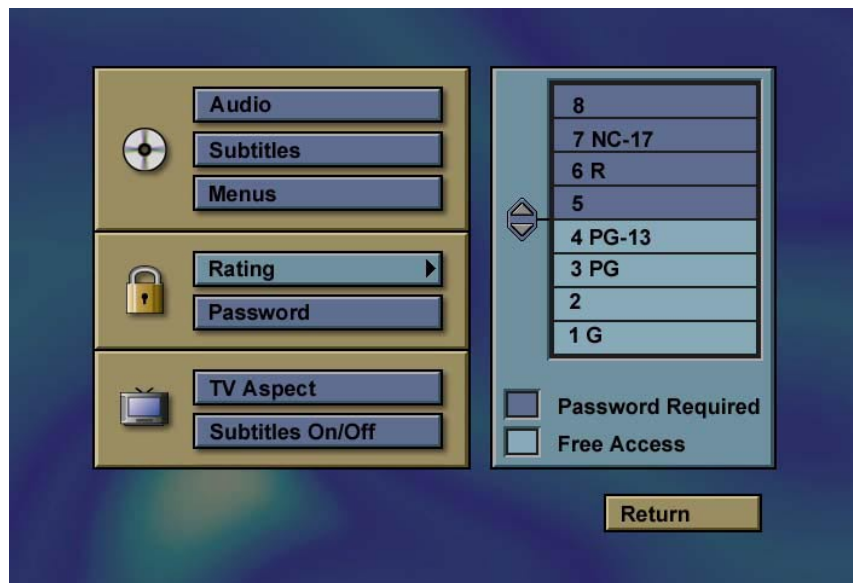 Audio
Subtitles
Menus
Rating
Password
TV Aspect
Subtitles On/Off
8
7 NC-17
6 R
5
4 PG-13
3 PG
2
1 G
Password Required
Free Access
Return